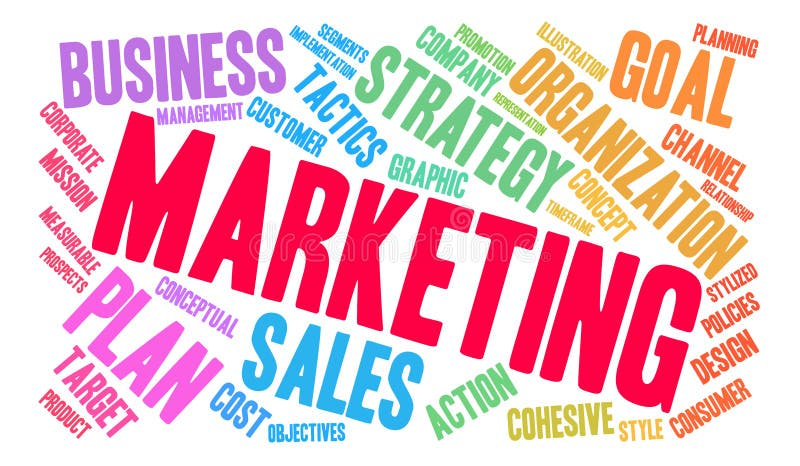 BUSINESS
MANAGEMENT
SEGMENTS
IMPLEMENTATION
CUSTOMER
TACTICS
PROMOTION
COMPANY
STRATEGY
REPRESENTATION
GRAPHIC
ILLUSTRATION
ORGANIZATION
GOAL
PLANNING
CHANNEL
RELATIONSHIP
CONCEPT
TIMEFRAME
CORPORATE
MISSION
MARKETING
MEASURABLE
PROSPECTS
PLAN
CONCEPTUAL
TARGET
PRODUCT
COST
SALES
OBJECTIVES
ACTION
COHESIVE
STYLE
CONSUMER
DESIGN
POLICIES
STYLIZED